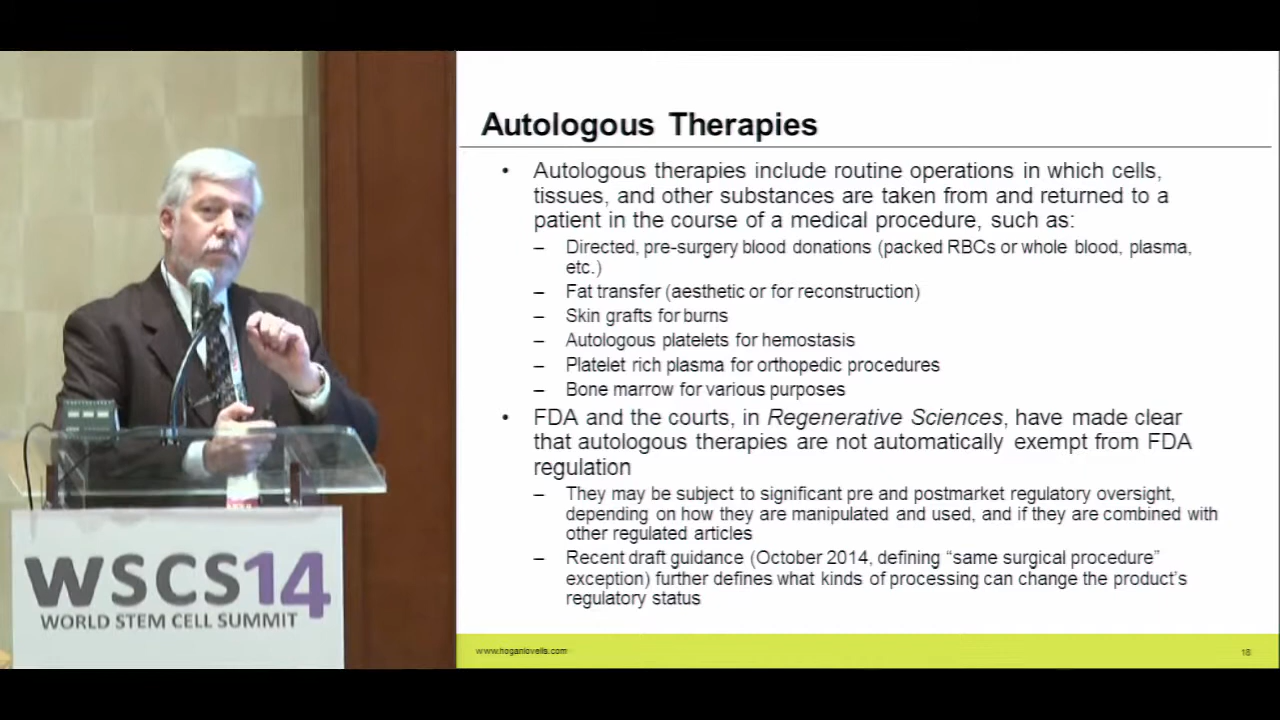 Autologous Therapies
• Autologous therapies include routine operations in which cells,
tissues, and other substances are taken from and returned to a
patient in the course of a medical procedure, such as:
– Directed, pre-surgery blood donations (packed RBCs or whole blood, plasma,
etc.)
– Fat transfer (aesthetic or for reconstruction)
– Skin grafts for burns
– Autologous platelets for hemostasis
– Platelet rich plasma for orthopedic procedures
– Bone marrow for various purposes
• FDA and the courts, in Regenerative Sciences, have made clear
that autologous therapies are not automatically exempt from FDA
regulation
– They may be subject to significant pre and postmarket regulatory oversight,
depending on how they are manipulated and used, and if they are combined with
other regulated articles
– Recent draft guidance (October 2014, defining “same surgical procedure”
exception) further defines what kinds of processing can change the product’s
regulatory status
www.hoganlovells.com
18
WSCS14
WORLD STEM CELL SUMMIT